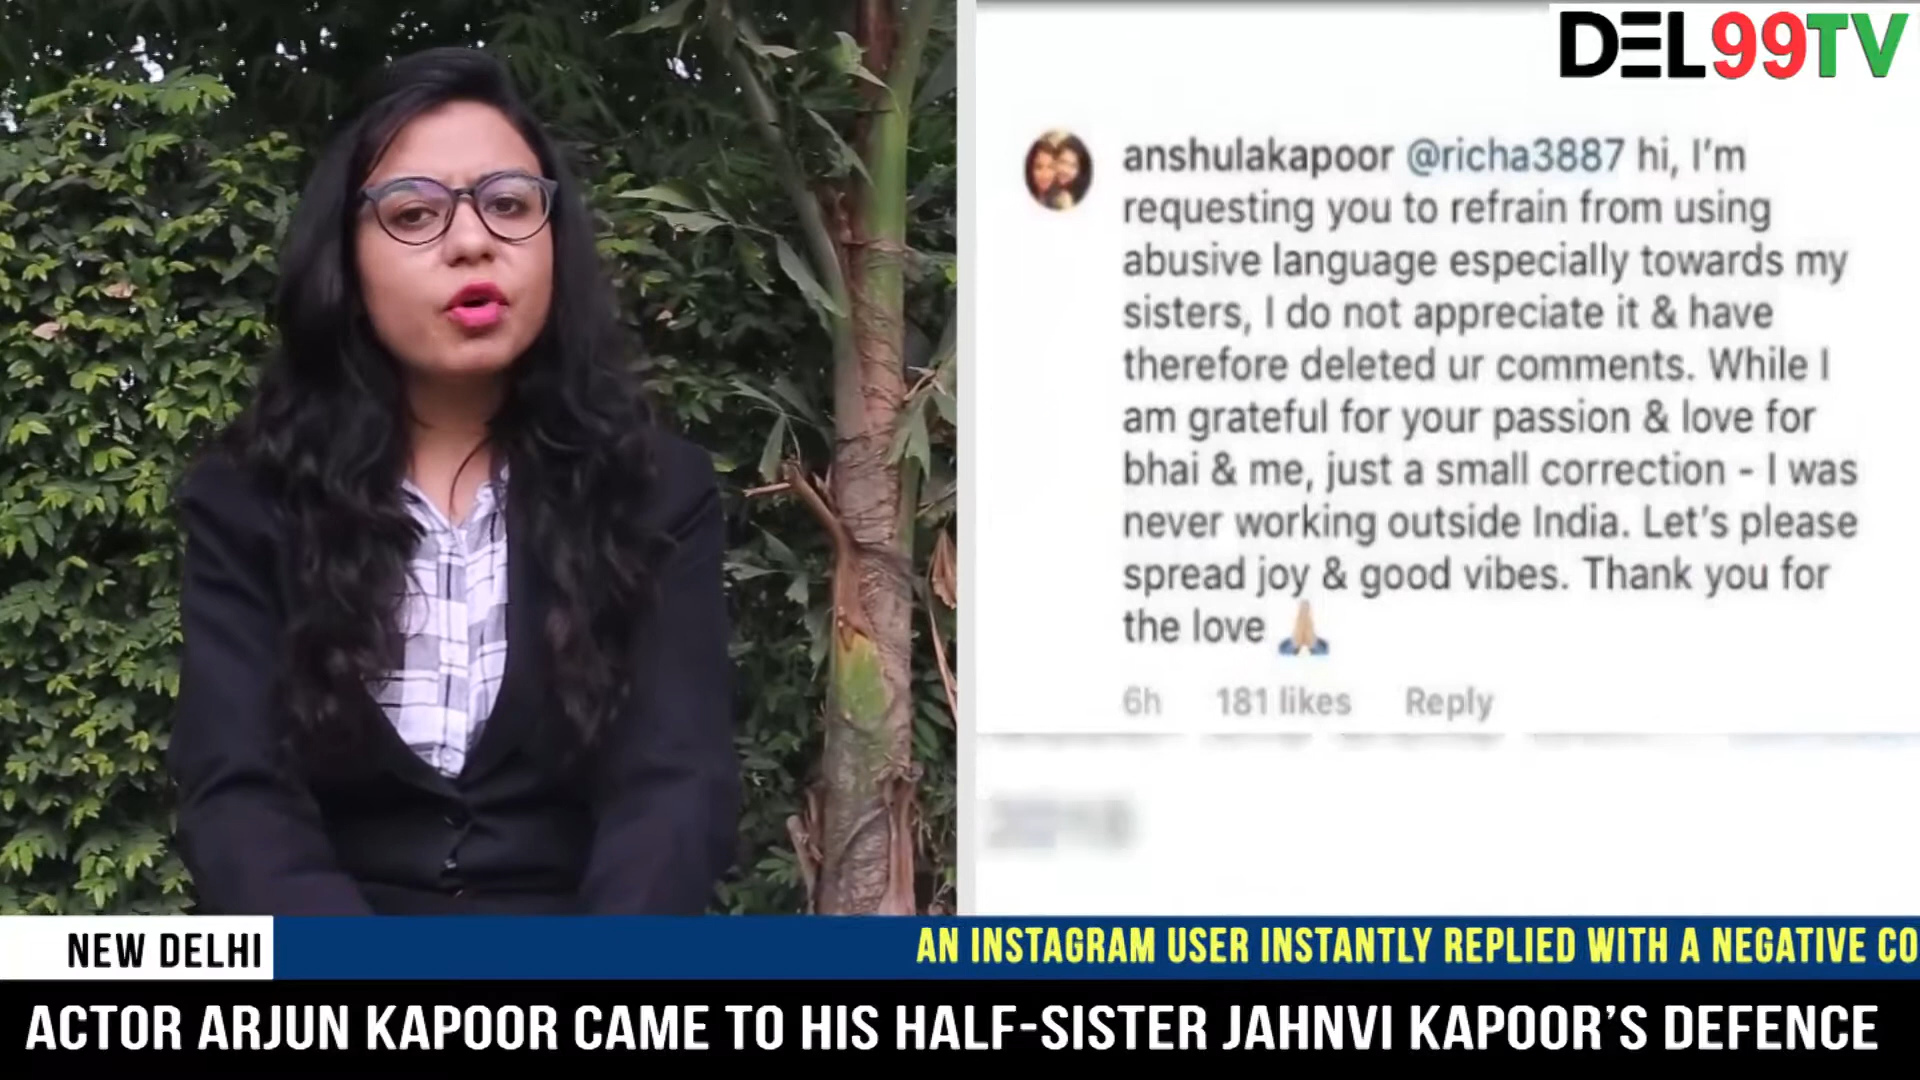 DEL99TV
anshulakapoor @richa3887 hi, I'm
requesting you to refrain from using
abusive language especially towards my
sisters, I do not appreciate it & have
therefore deleted ur comments. While I
am grateful for your passion & love for
bhai & me, just a small correction - I was
never working outside India. Let's please
spread joy & good vibes. Thank you for
the love 🙏🏼
6h 181 likes Reply
NEW DELHI
AN INSTAGRAM USER INSTANTLY REPLIED WITH A NEGATIVE CO
ACTOR ARJUN KAPOOR CAME TO HIS HALF-SISTER JAHNVI KAPOOR'S DEFENCE